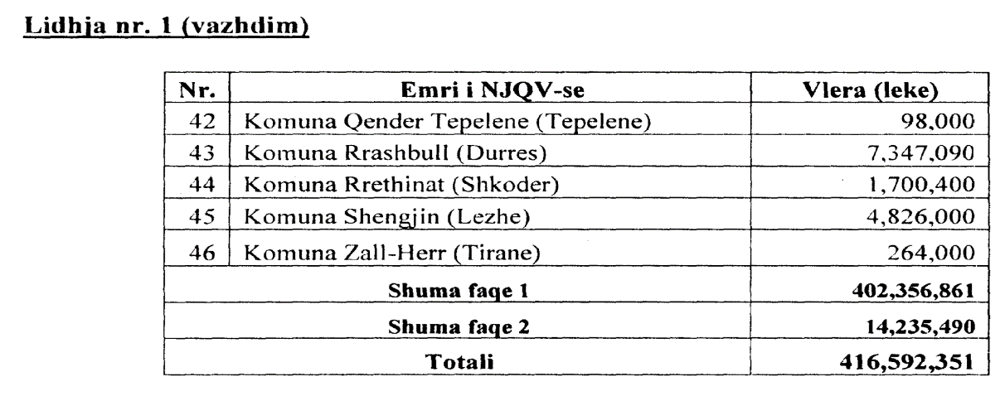 Lidhja nr. 1 (vazhdim)
Nr. Emri i NJQV-se Vlera (leke)
42 Komuna Qender Tepelene (Tepelene) 98,000
43 Komuna Rrashbull (Durres) 7,347,090
44 Komuna Rrethinat (Shkoder) 1,700,400
45 Komuna Shengjin (Lezhe) 4,826,000
46 Komuna Zall-Herr (Tirane) 264,000
Shuma faqe 1 402,356,861
Shuma faqe 2 14,235,490
Totali 416,592,351